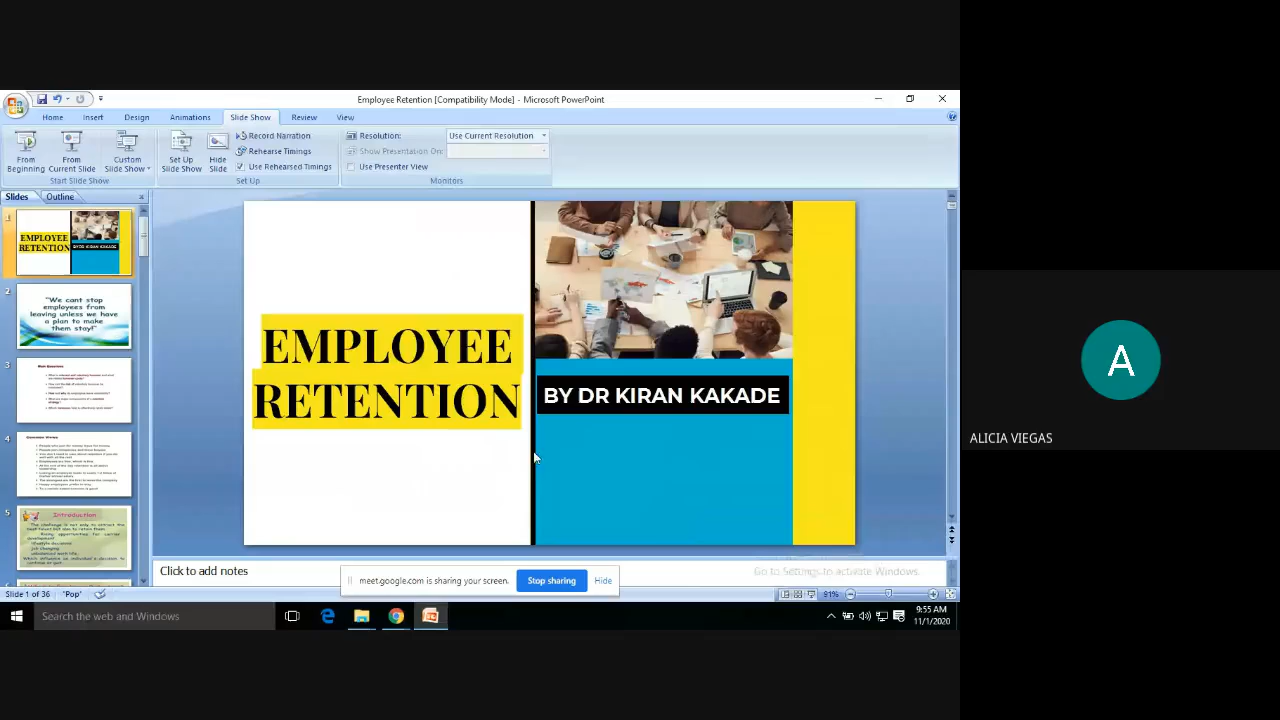 Employee Retention [Compatibility Mode] - Microsoft PowerPoint
Home Insert Design Animations Slide Show Review View
From Beginning
From Current Slide
Custom Slide Show
Start Slide Show
Set Up Slide Show
Hide Slide
Record Narration
Rehearse Timings
Use Rehearsed Timings
Set Up
Resolution: Use Current Resolution
Show Presentation On:
Use Presenter View
Monitors
Slides Outline
1
EMPLOYEE
RETENTION
BY DR KIRAN KAKADE
2
"We cant stop
employees from
leaving unless we have
a plan to make
them stay!"
3
4
5
Introduction
EMPLOYEE
RETENTION
BY DR KIRAN KAKADE
A
ALICIA VIEGAS
Click to add notes
Go to Settings to activate Windows.
meet.google.com is sharing your screen. Stop sharing Hide
Slide 1 of 36 "Pop" 91%
Search the web and Windows
9:55 AM
11/1/2020